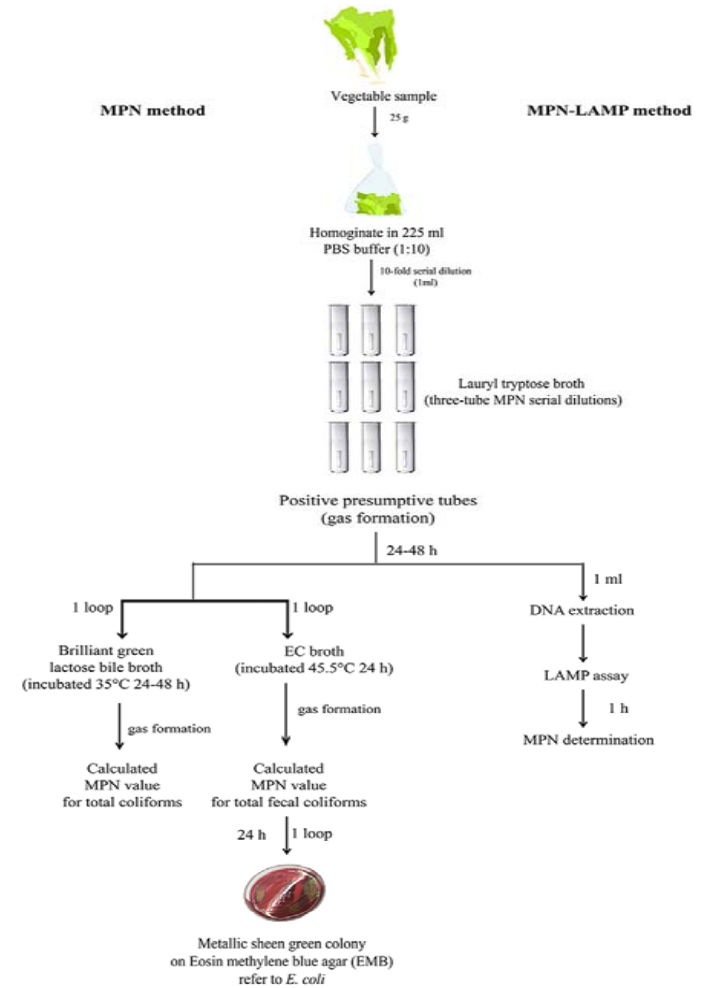 Vegetable sample
MPN method
MPN-LAMP method
25 g
Homoginate in 225 ml
PBS buffer (1:10)
10-fold serial dilution
(1ml)
Lauryl tryptose broth
(three-tube MPN serial dilutions)
Positive presumptive tubes
(gas formation)
24-48 h
1 ml
1 loop
1 loop
DNA extraction
Brilliant green
lactose bile broth
(incubated 35°C 24-48 h)
EC broth
(incubated 45.5°C 24 h)
LAMP assay
gas formation
1 h
gas formation
MPN determination
Calculated
MPN value
for total coliforms
Calculated
MPN value
for total fecal coliforms
24 h
1 loop
Metallic sheen green colony
on Eosin methylene blue agar (EMB)
refer to E. coli